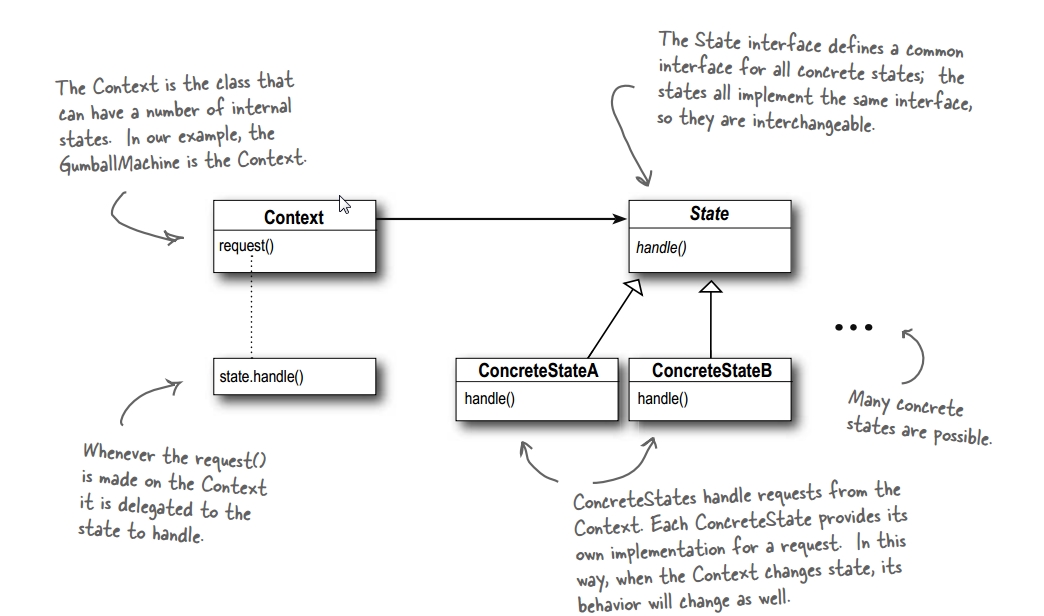 The State interface defines a common
interface for all concrete states; the
states all implement the same interface,
so they are interchangeable.
The Context is the class that
can have a number of internal
states. In our example, the
GumballMachine is the Context.
Context
request()
State
handle()
state.handle()
ConcreteStateA
handle()
ConcreteStateB
handle()
Many concrete
states are possible.
Whenever the request()
is made on the Context
it is delegated to the
state to handle.
ConcreteStates handle requests from the
Context. Each ConcreteState provides its
own implementation for a request. In this
way, when the Context changes state, its
behavior will change as well.